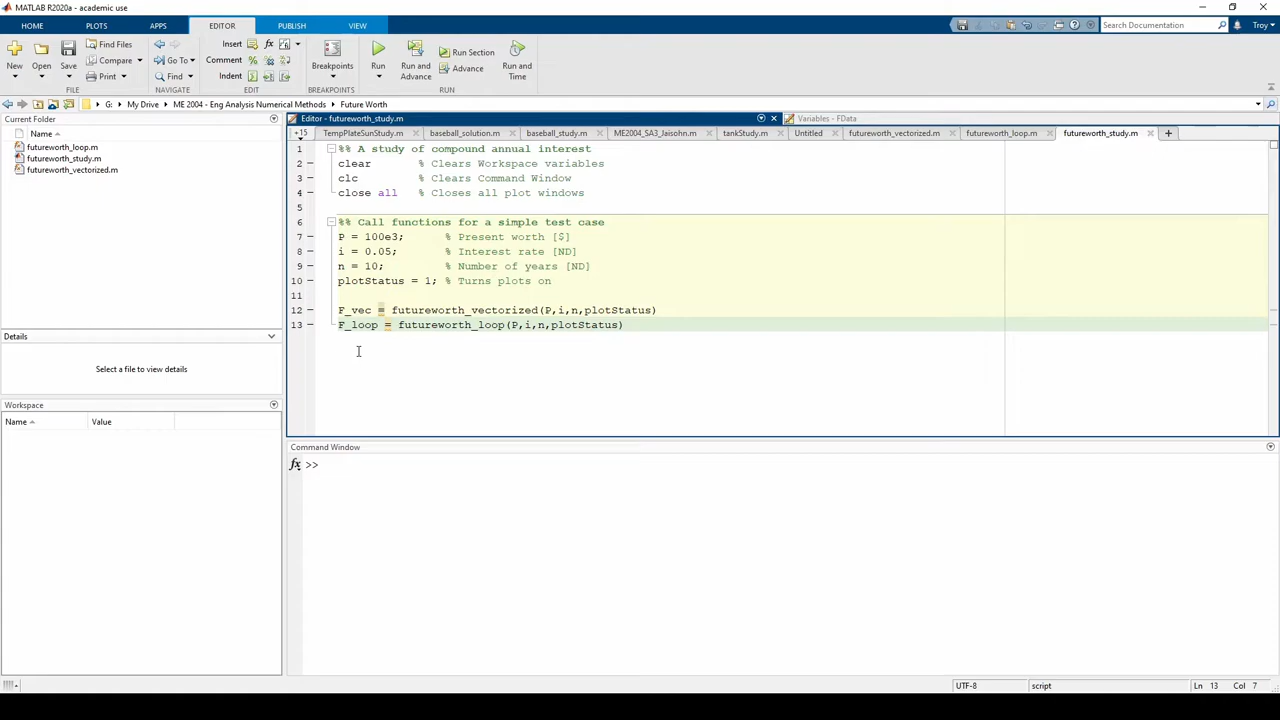 MATLAB R2020a - academic use
HOME PLOTS APPS EDITOR PUBLISH VIEW
Search Documentation
Troy
New Open Save
Find Files
Compare
Print
FILE
Go To
Find
NAVIGATE
Insert fx
Comment
Indent
EDIT
Breakpoints
BREAKPOINTS
Run
Run and Advance
Run Section
Advance
Run and Time
RUN
G: My Drive ME 2004 - Eng Analysis Numerical Methods Future Worth
Current Folder
Name
futureworth_loop.m
futureworth_study.m
futureworth_vectorized.m
Details
Select a file to view details
Workspace
Name Value
Editor - futureworth_study.m
Variables - FData
+15 TempPlateSunStudy.m baseball_solution.m baseball_study.m ME2004_SA3_Jaisohn.m tankStudy.m Untitled futureworth_vectorized.m futureworth_loop.m futureworth_study.m
1 %% A study of compound annual interest
2 clear % Clears Workspace variables
3 clc % Clears Command Window
4 close all % Closes all plot windows
5
6 %% Call functions for a simple test case
7 P = 100e3; % Present worth [$]
8 i = 0.05; % Interest rate [ND]
9 n = 10; % Number of years [ND]
10 plotStatus = 1; % Turns plots on
11
12 F_vec = futureworth_vectorized(P,i,n,plotStatus)
13 F_loop = futureworth_loop(P,i,n,plotStatus)
Command Window
fx >>
UTF-8 script Ln 13 Col 7